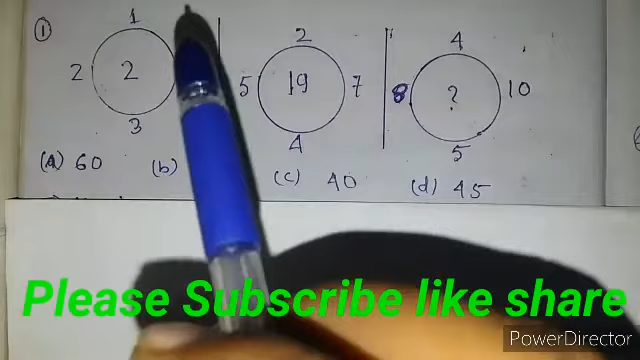 ①
1 2 4
2 2 5 19 7 8 ? 10
3 4 5
(A) 60 (b) (c) 40 (d) 45
Please Subscribe like share
PowerDirector